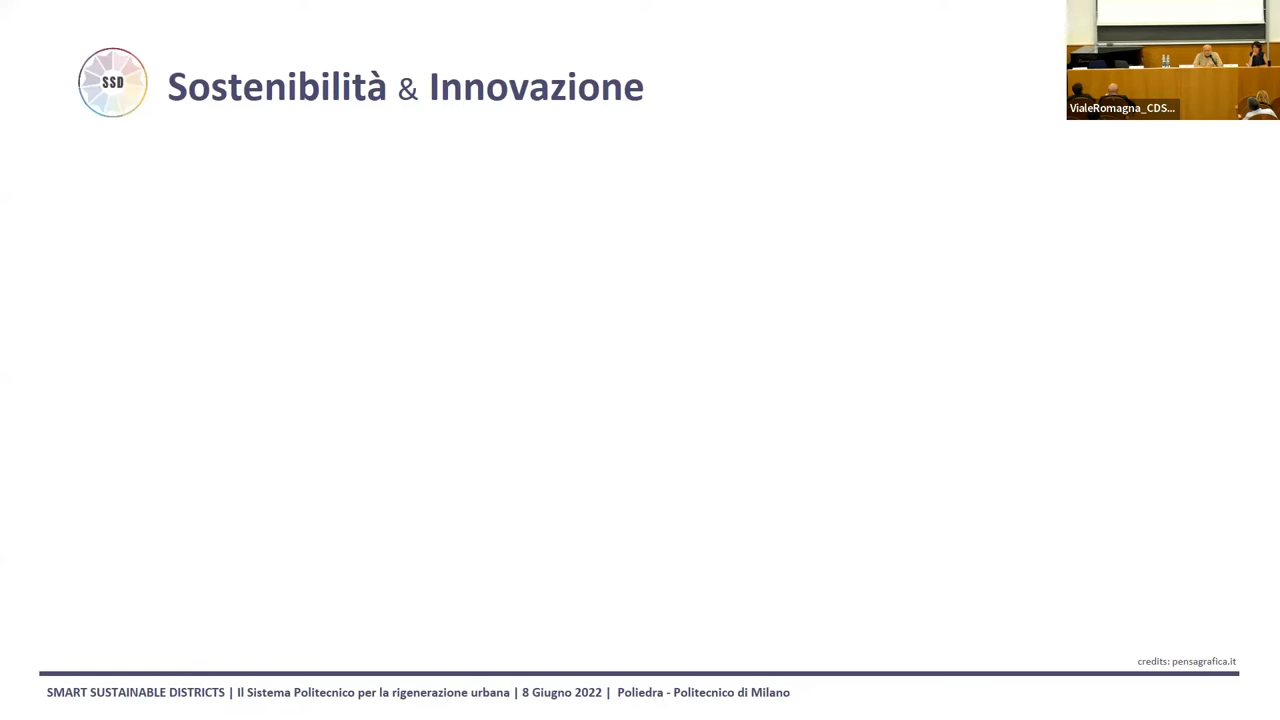 SSD
Sostenibilità & Innovazione
VialeRomagna_CDS...
credits: pensagrafica.it
SMART SUSTAINABLE DISTRICTS | Il Sistema Politecnico per la rigenerazione urbana | 8 Giugno 2022 | Poliedra - Politecnico di Milano